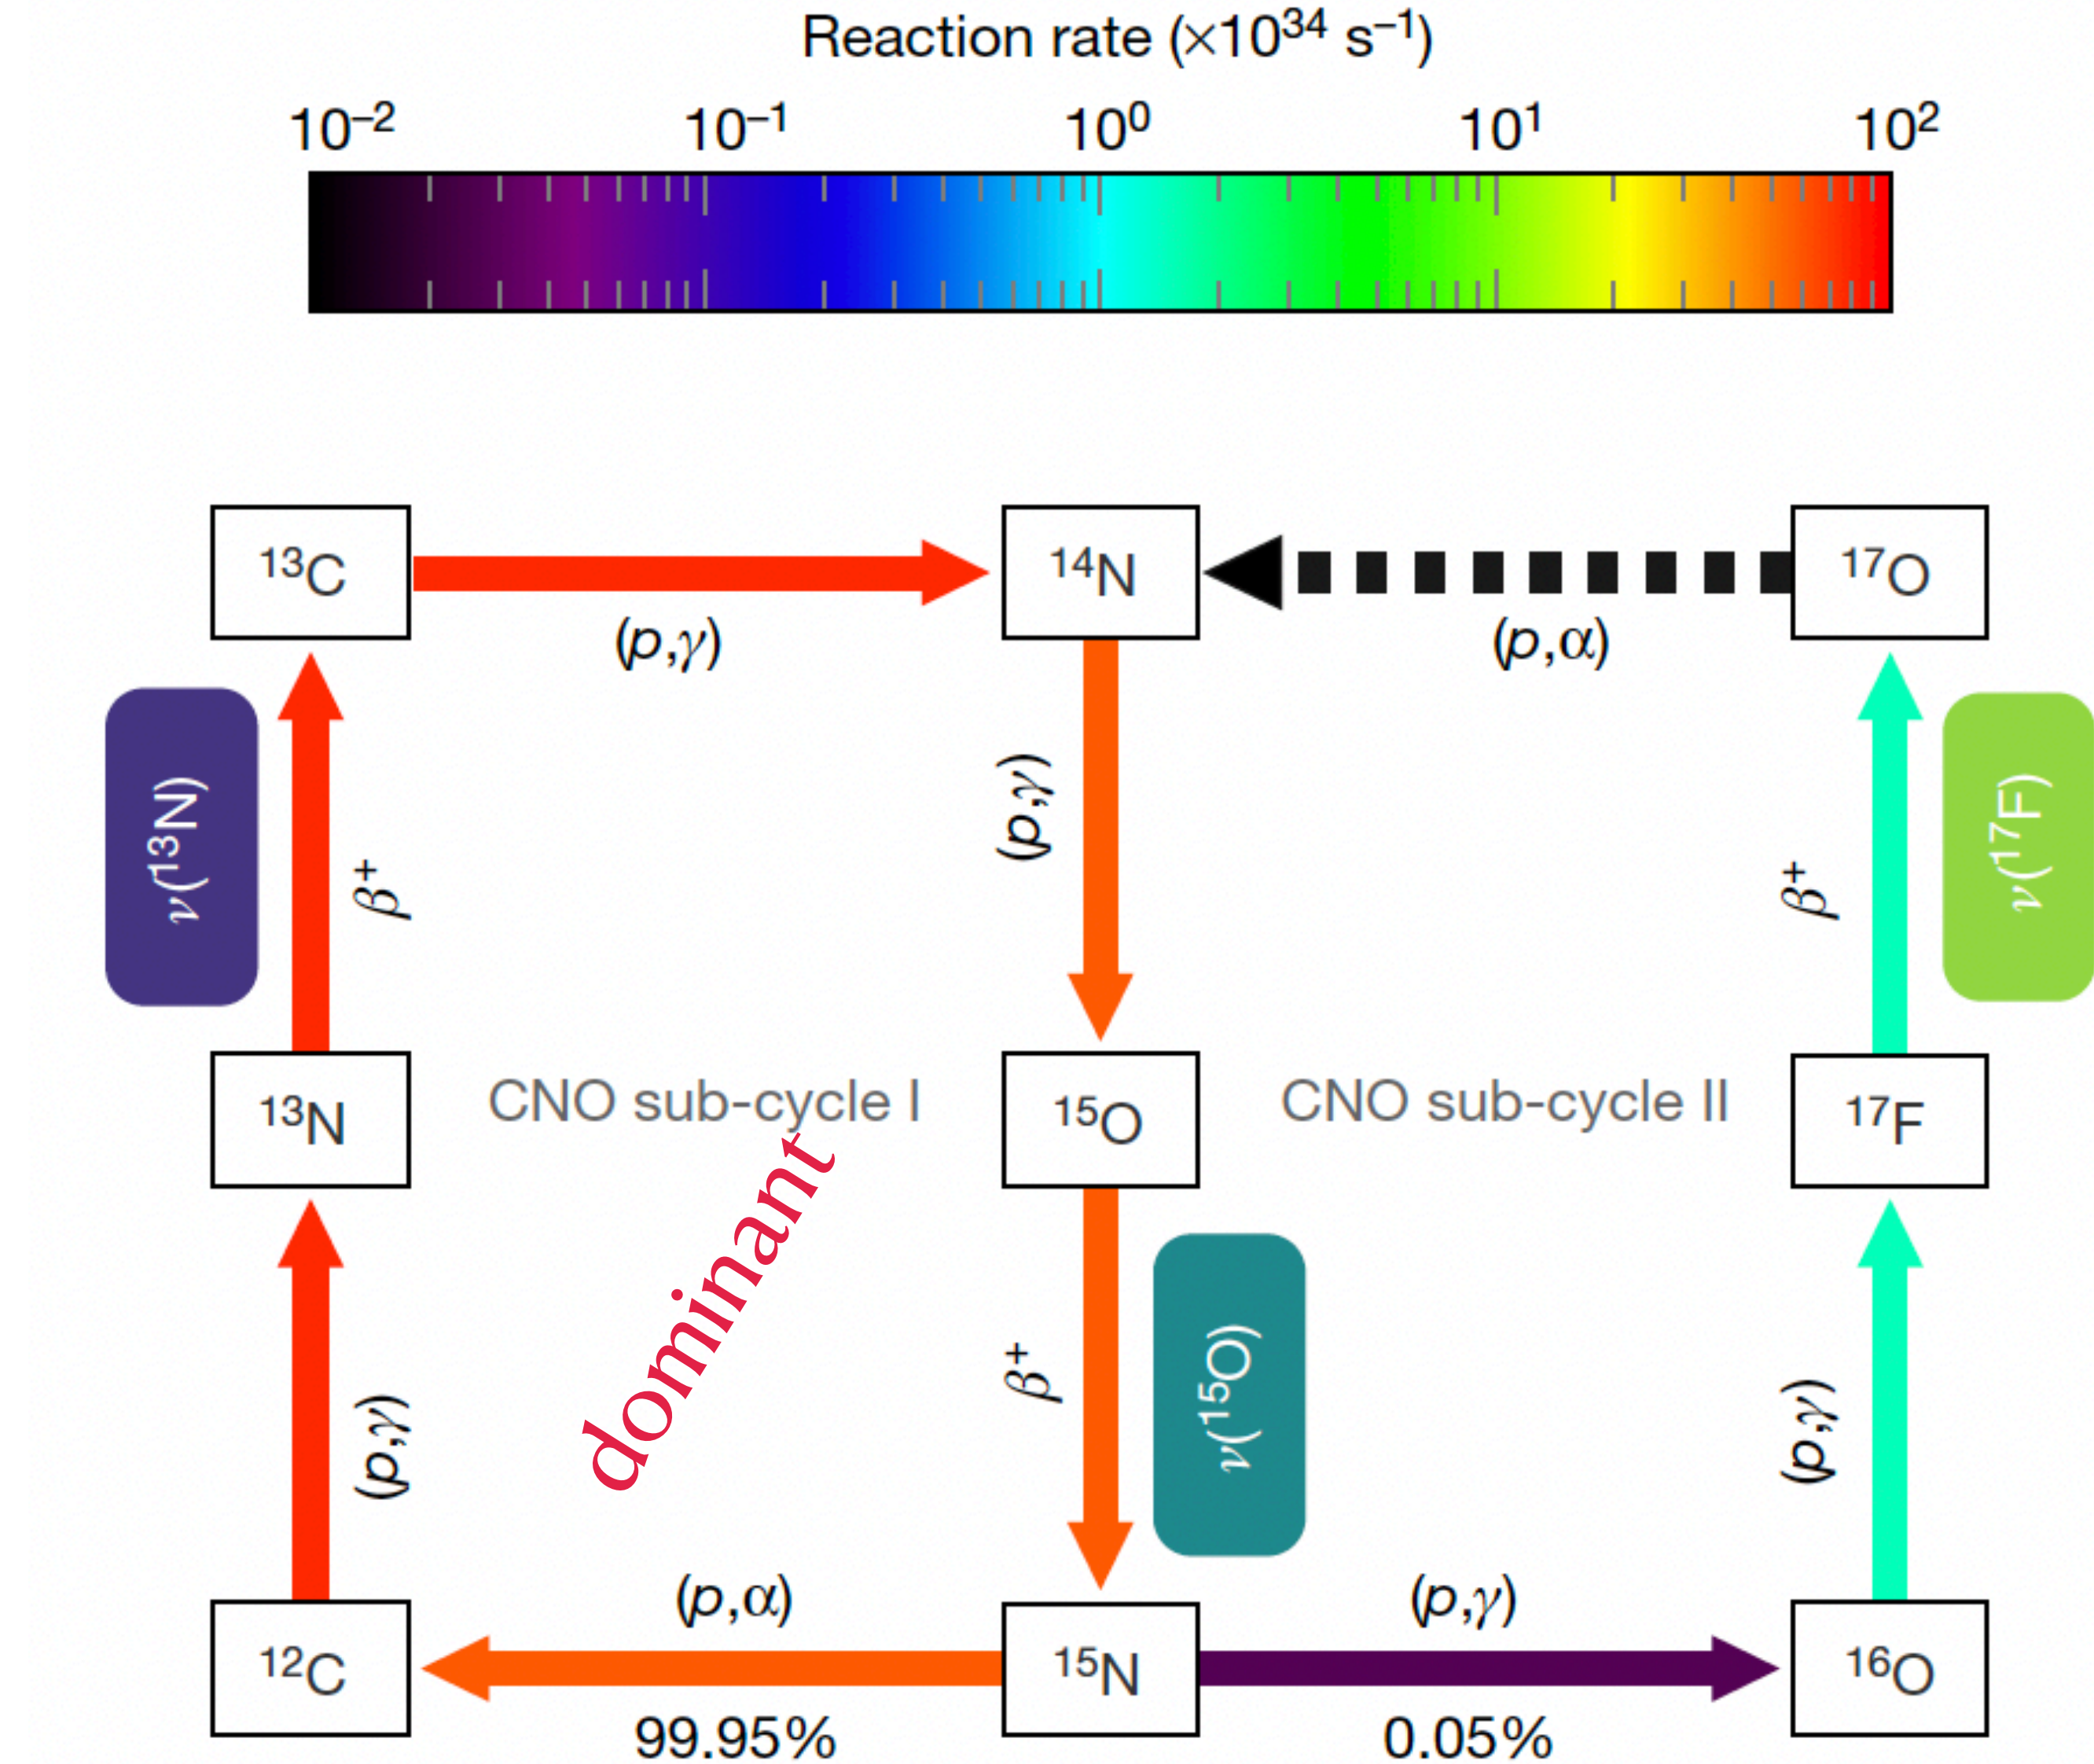 Reaction rate (×10³⁴ s⁻¹)
10⁻² 10⁻¹ 10⁰ 10¹ 10²
¹³C ¹⁴N ¹⁷O
(p,γ) (p,α)
ν(¹³N) β⁺ (p,γ) β⁺ ν(¹⁷F)
¹³N CNO sub-cycle I ¹⁵O CNO sub-cycle II ¹⁷F
dominant
(p,γ) β⁺ ν(¹⁵O) (p,γ)
(p,α) (p,γ)
¹²C ¹⁵N ¹⁶O
99.95% 0.05%